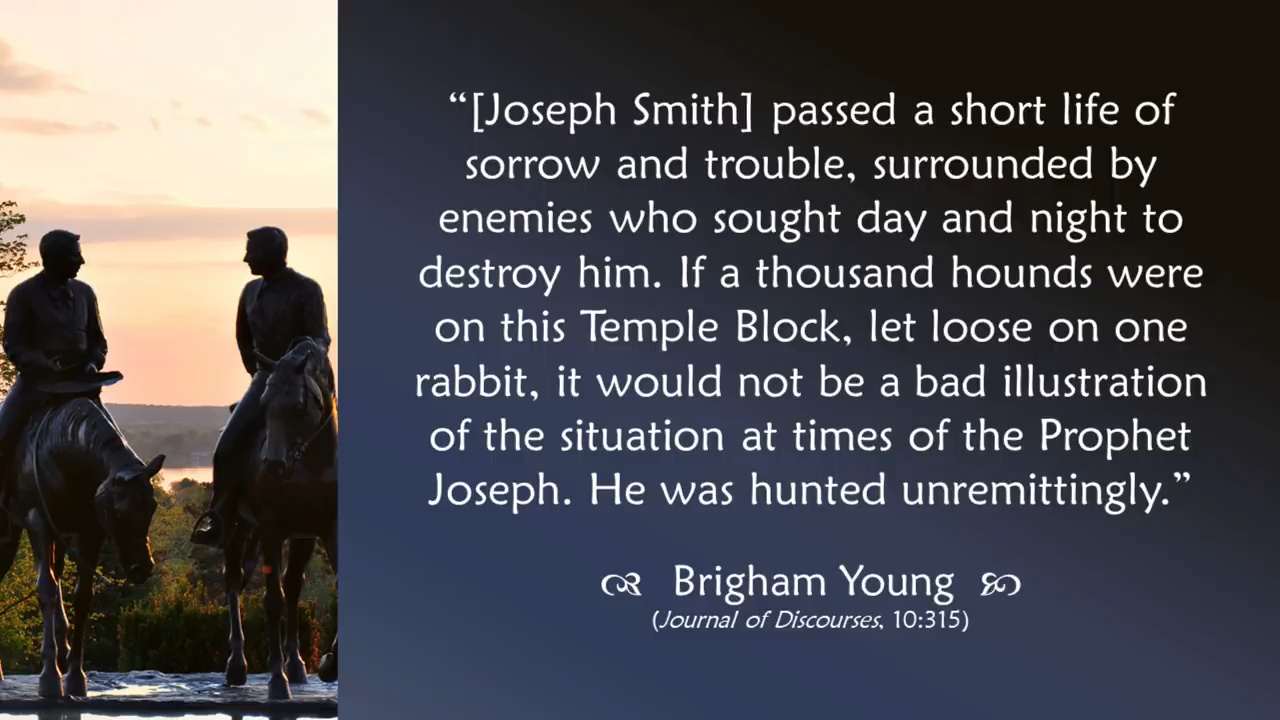 “[Joseph Smith] passed a short life of
sorrow and trouble, surrounded by
enemies who sought day and night to
destroy him. If a thousand hounds were
on this Temple Block, let loose on one
rabbit, it would not be a bad illustration
of the situation at times of the Prophet
Joseph. He was hunted unremittingly.”
Brigham Young
(Journal of Discourses, 10:315)